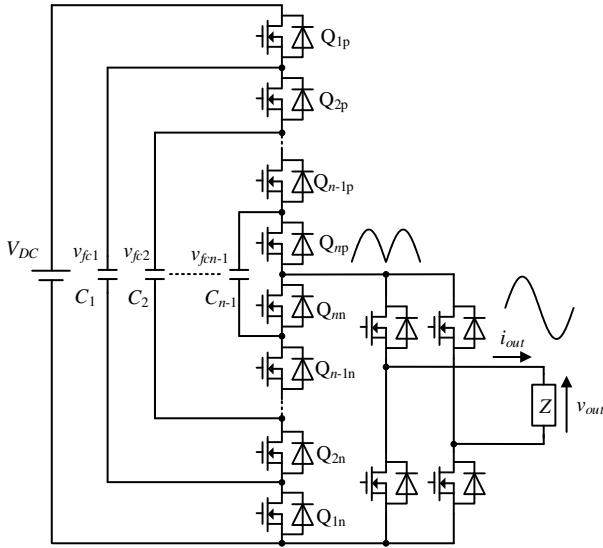 Q1p
Q2p
Qn-1p
Qnp
VDC
vfc1
vfc2
vfcn-1
C1
C2
Cn-1
Qnn
Qn-1n
iout
Z
vout
Q2n
Q1n